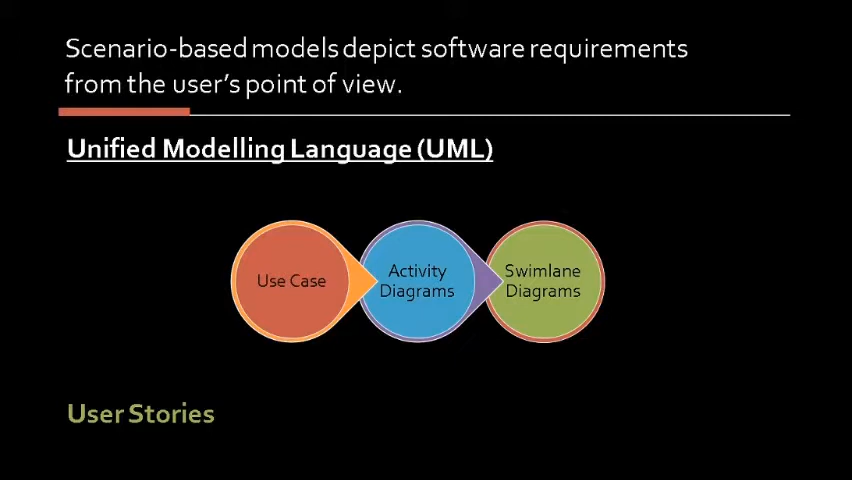 Scenario-based models depict software requirements
from the user's point of view.
Unified Modelling Language (UML)
Use Case
Activity
Diagrams
Swimlane
Diagrams
User Stories